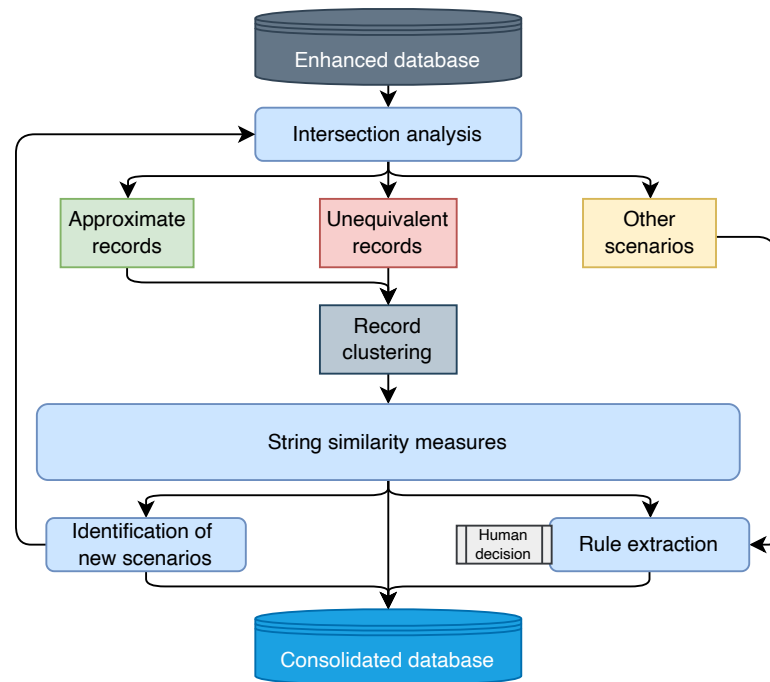 Enhanced database
Intersection analysis
Approximate
records
Unequivalent
records
Other
scenarios
Record
clustering
String similarity measures
Identification of
new scenarios
Human
decision
Rule extraction
Consolidated database